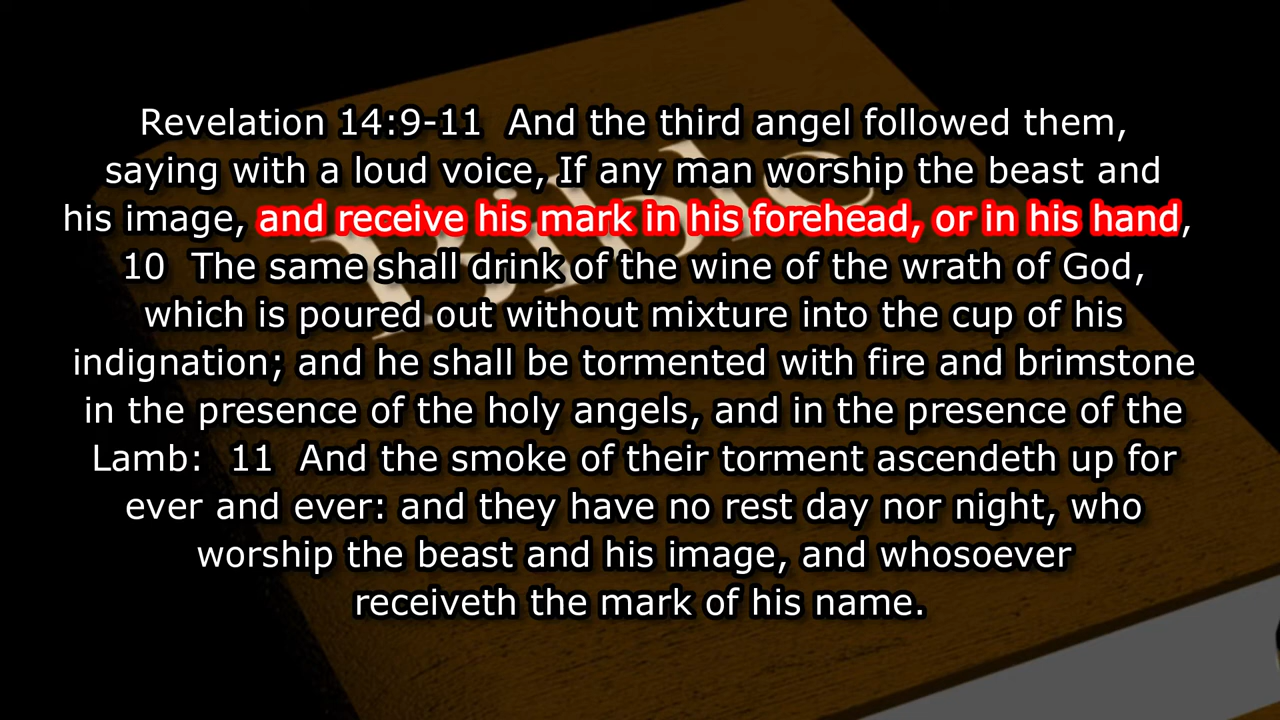 Revelation 14:9-11  And the third angel followed them,
saying with a loud voice, If any man worship the beast and
his image, and receive his mark in his forehead, or in his hand,
10  The same shall drink of the wine of the wrath of God,
which is poured out without mixture into the cup of his
indignation; and he shall be tormented with fire and brimstone
in the presence of the holy angels, and in the presence of the
Lamb:  11  And the smoke of their torment ascendeth up for
ever and ever: and they have no rest day nor night, who
worship the beast and his image, and whosoever
receiveth the mark of his name.
Bible